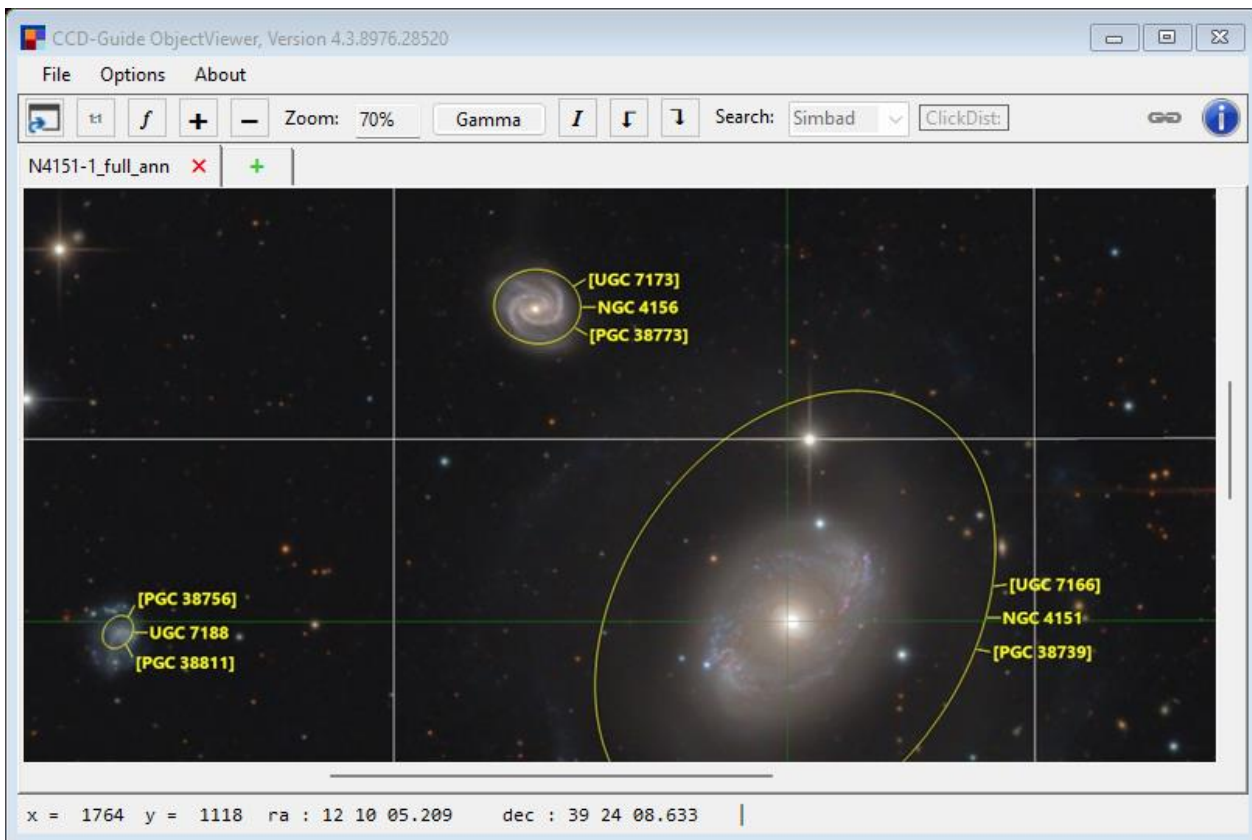 CCD-Guide ObjectViewer, Version 4.3.8976.28520
File Options About
1:1 f + − Zoom: 70% Gamma I Search: Simbad ClickDist:
N4151-1_full_ann
[UGC 7173]
NGC 4156
[PGC 38773]
[PGC 38756]
UGC 7188
[PGC 38811]
[UGC 7166]
NGC 4151
[PGC 38739]
x = 1764 y = 1118 ra : 12 10 05.209 dec : 39 24 08.633